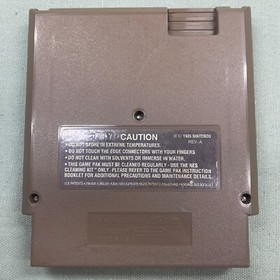 CAUTION
© 1985 NINTENDO
REV-A
• DO NOT STORE IN EXTREME TEMPERATURES.
• DO NOT TOUCH THE EDGE CONNECTORS WITH YOUR FINGERS
• DO NOT CLEAN WITH SOLVENTS OR IMMERSE IN WATER.
• THIS GAME PAK MUST BE CLEANED REGULARLY - USE THE NES
CLEANING KIT™ ONLY. PLEASE REFER TO THE GAME PAK INSTRUCTION
BOOKLET FOR ADDITIONAL PRECAUTIONS AND MAINTENANCE DETAILS.